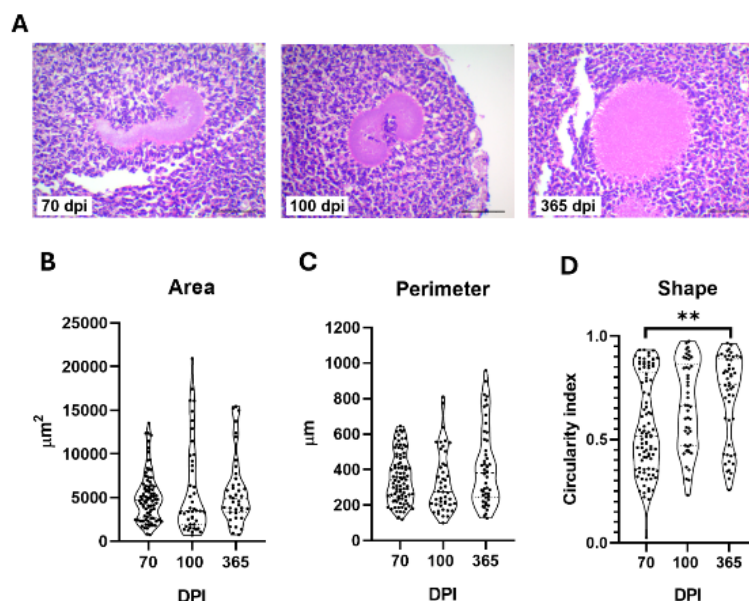 A
70 dpi
100 dpi
365 dpi
B
Area
25000
20000
15000
10000
5000
0
μm2
70 100 365
DPI
C
Perimeter
1200
1000
800
600
400
200
0
μm
70 100 365
DPI
D
Shape
**
1.0
0.5
0.0
Circularity index
70 100 365
DPI